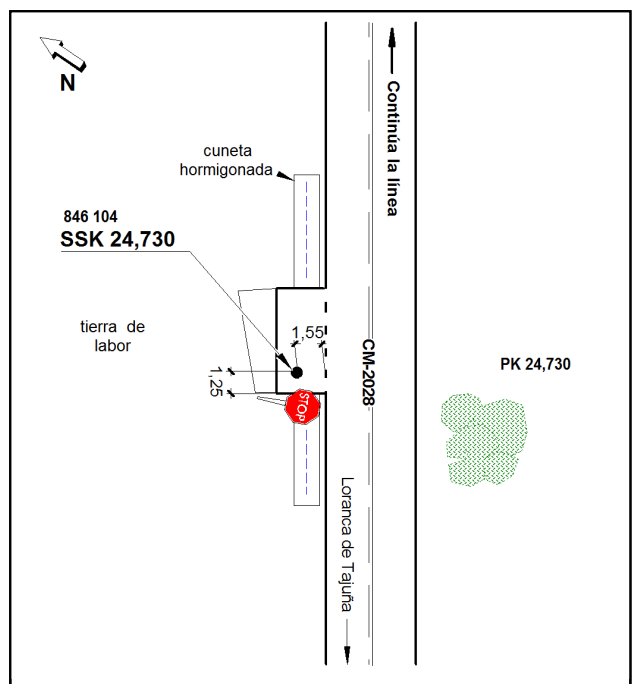 N
Continúa la línea
cuneta
hormigonada
846 104
SSK 24,730
tierra de
labor
1,55
1,25
CM-2028
PK 24,730
STOP
Loranca de Tajuña